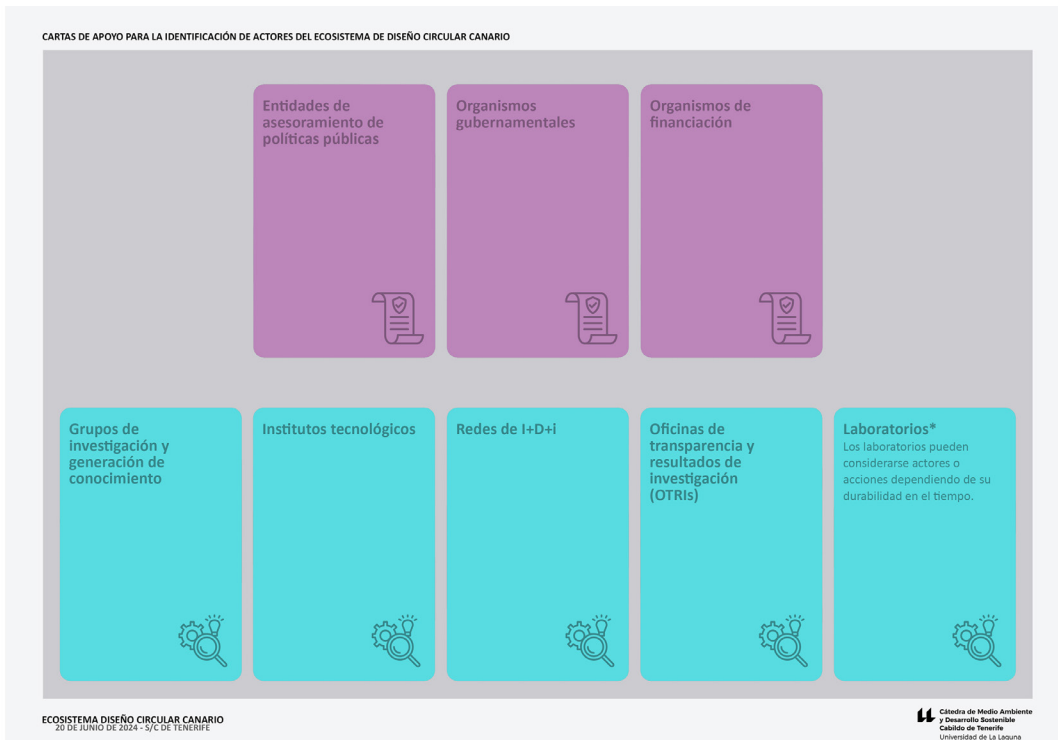 CARTAS DE APOYO PARA LA IDENTIFICACIÓN DE ACTORES DEL ECOSISTEMA DE DISEÑO CIRCULAR CANARIO
Entidades de
asesoramiento de
políticas públicas
Organismos
gubernamentales
Organismos de
financiación
Grupos de
investigación y
generación de
conocimiento
Institutos tecnológicos
Redes de I+D+i
Oficinas de
transparencia y
resultados de
investigación
(OTRIs)
Laboratorios*
Los laboratorios pueden
considerarse actores o
acciones dependiendo de su
durabilidad en el tiempo.
ECOSISTEMA DISEÑO CIRCULAR CANARIO
20 DE JUNIO DE 2024 - S/C DE TENERIFE
Cátedra de Medio Ambiente
y Desarrollo Sostenible
Cabildo de Tenerife
Universidad de La Laguna